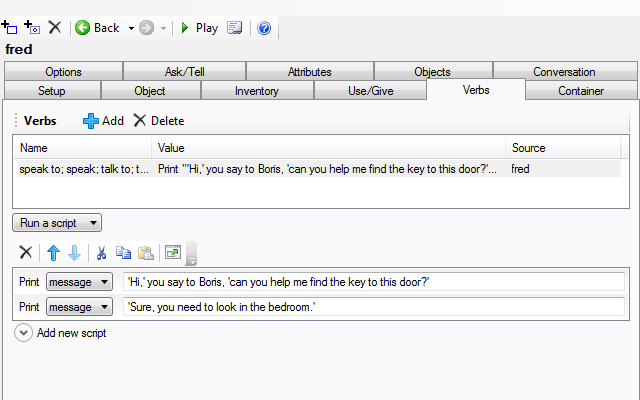 Back Play
fred
Options Ask/Tell Attributes Objects Conversation
Setup Object Inventory Use/Give Verbs Container
Verbs Add Delete
Name Value Source
speak to; speak; talk to; t... Print "'Hi,' you say to Boris, 'can you help me find the key to this door?'... fred
Run a script
Print message 'Hi,' you say to Boris, 'can you help me find the key to this door?'
Print message 'Sure, you need to look in the bedroom.'
Add new script